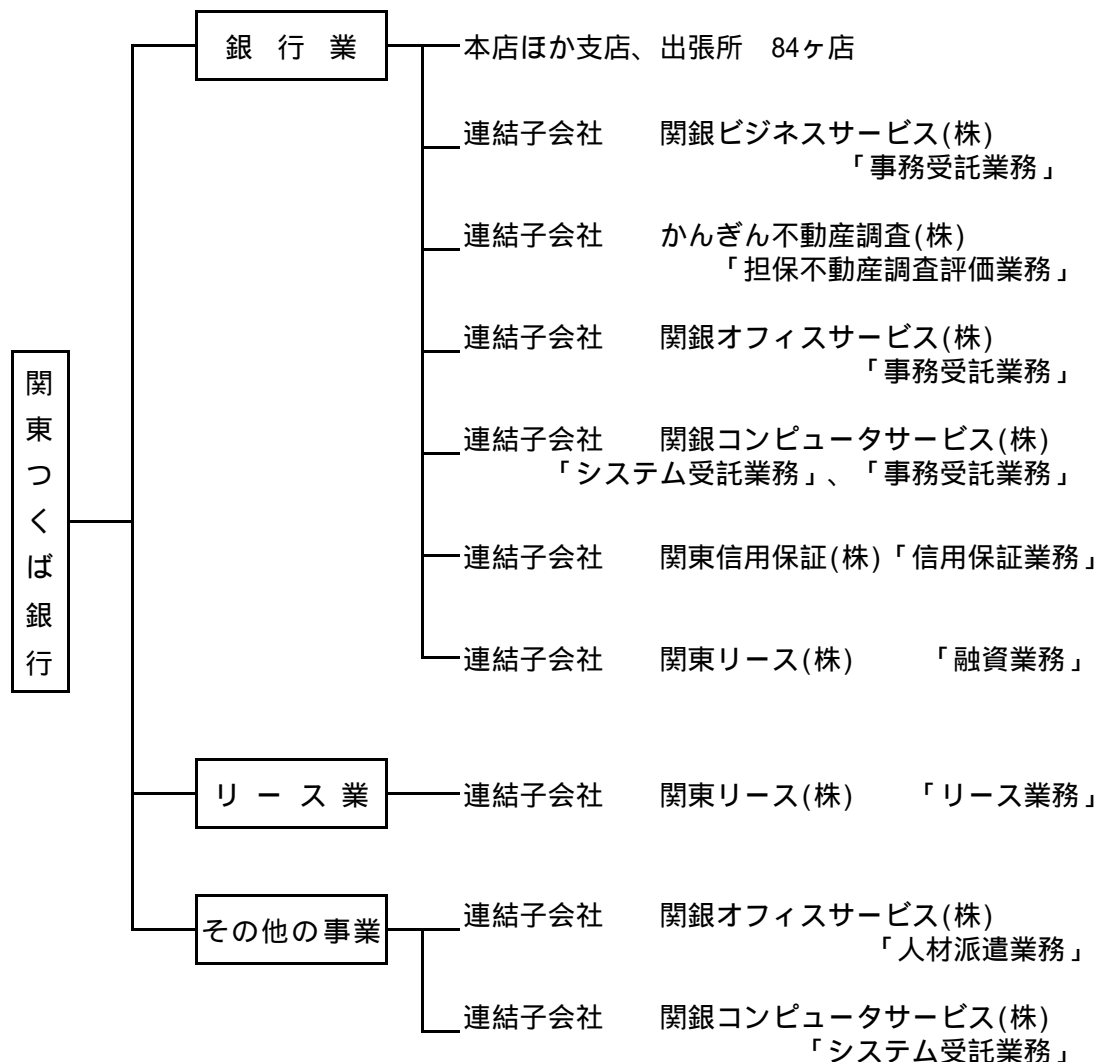 銀行業
本店ほか支店、出張所 84ヶ店
連結子会社 関銀ビジネスサービス(株)
「事務受託業務」
連結子会社 かんぎん不動産調査(株)
「担保不動産調査評価業務」
連結子会社 関銀オフィスサービス(株)
「事務受託業務」
連結子会社 関銀コンピュータサービス(株)
「システム受託業務」、「事務受託業務」
連結子会社 関東信用保証(株)「信用保証業務」
連結子会社 関東リース(株) 「融資業務」
関東つくば銀行
リース業
連結子会社 関東リース(株) 「リース業務」
その他の事業
連結子会社 関銀オフィスサービス(株)
「人材派遣業務」
連結子会社 関銀コンピュータサービス(株)
「システム受託業務」